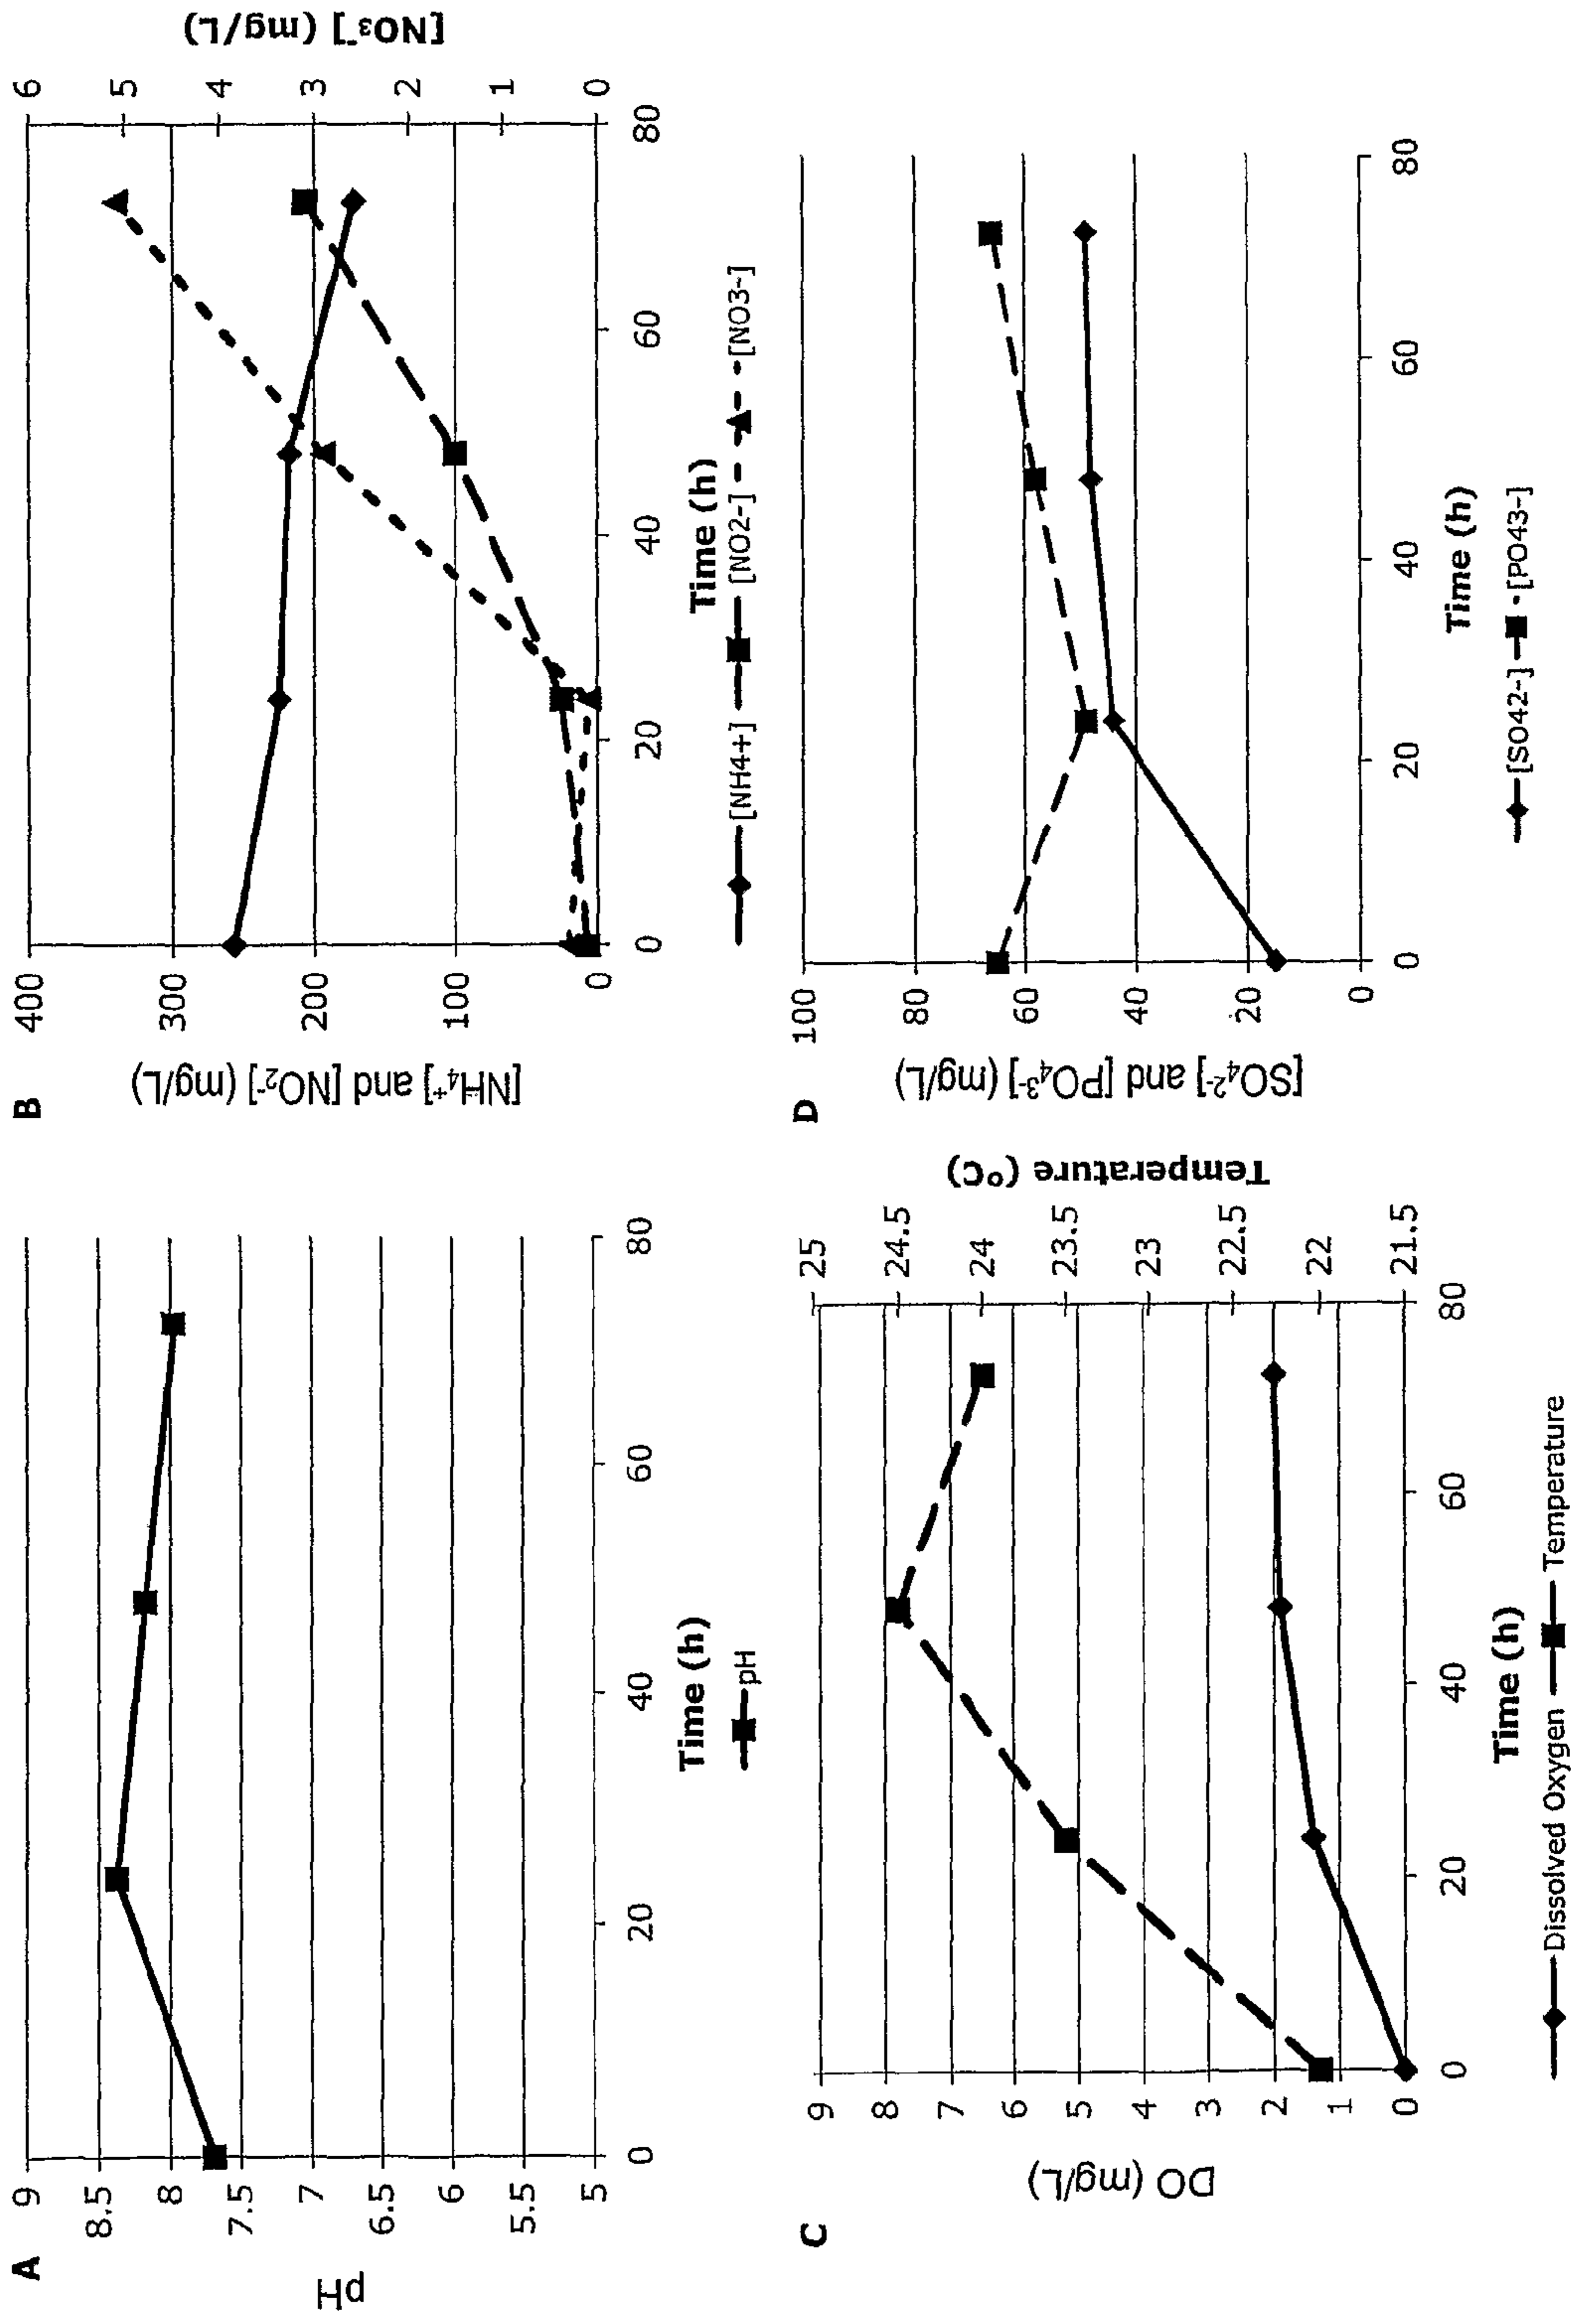 A
pH
9
8.5
8
7.5
7
6.5
6
5.5
5
0 20 40 60 80
Time (h)
pH
B
[NH₄⁺] and [NO₂⁻] (mg/L)
400
300
200
100
0
[NO₃⁻] (mg/L)
6
5
4
3
2
1
0
0 20 40 60 80
Time (h)
[NH4+] [NO2-] [NO3-]
C
DO (mg/L)
9
8
7
6
5
4
3
2
1
0
Temperature (°C)
25
24.5
24
23.5
23
22.5
22
21.5
0 20 40 60 80
Time (h)
Dissolved Oxygen Temperature
D
[SO₄²⁻] and [PO₄³⁻] (mg/L)
100
80
60
40
20
0
0 20 40 60 80
Time (h)
[SO42-] [PO43-]